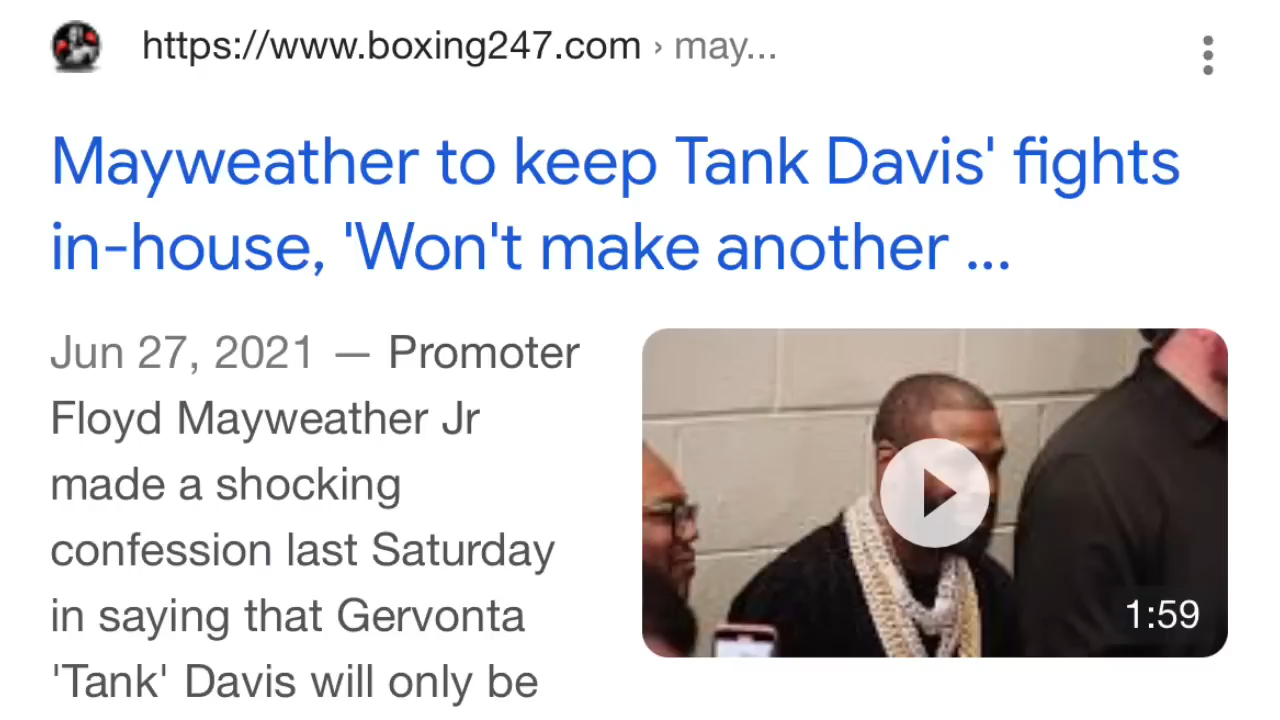 https://www.boxing247.com › may...
Mayweather to keep Tank Davis' fights
in-house, 'Won't make another ...
Jun 27, 2021 — Promoter
Floyd Mayweather Jr
made a shocking
confession last Saturday
in saying that Gervonta
'Tank' Davis will only be
1:59